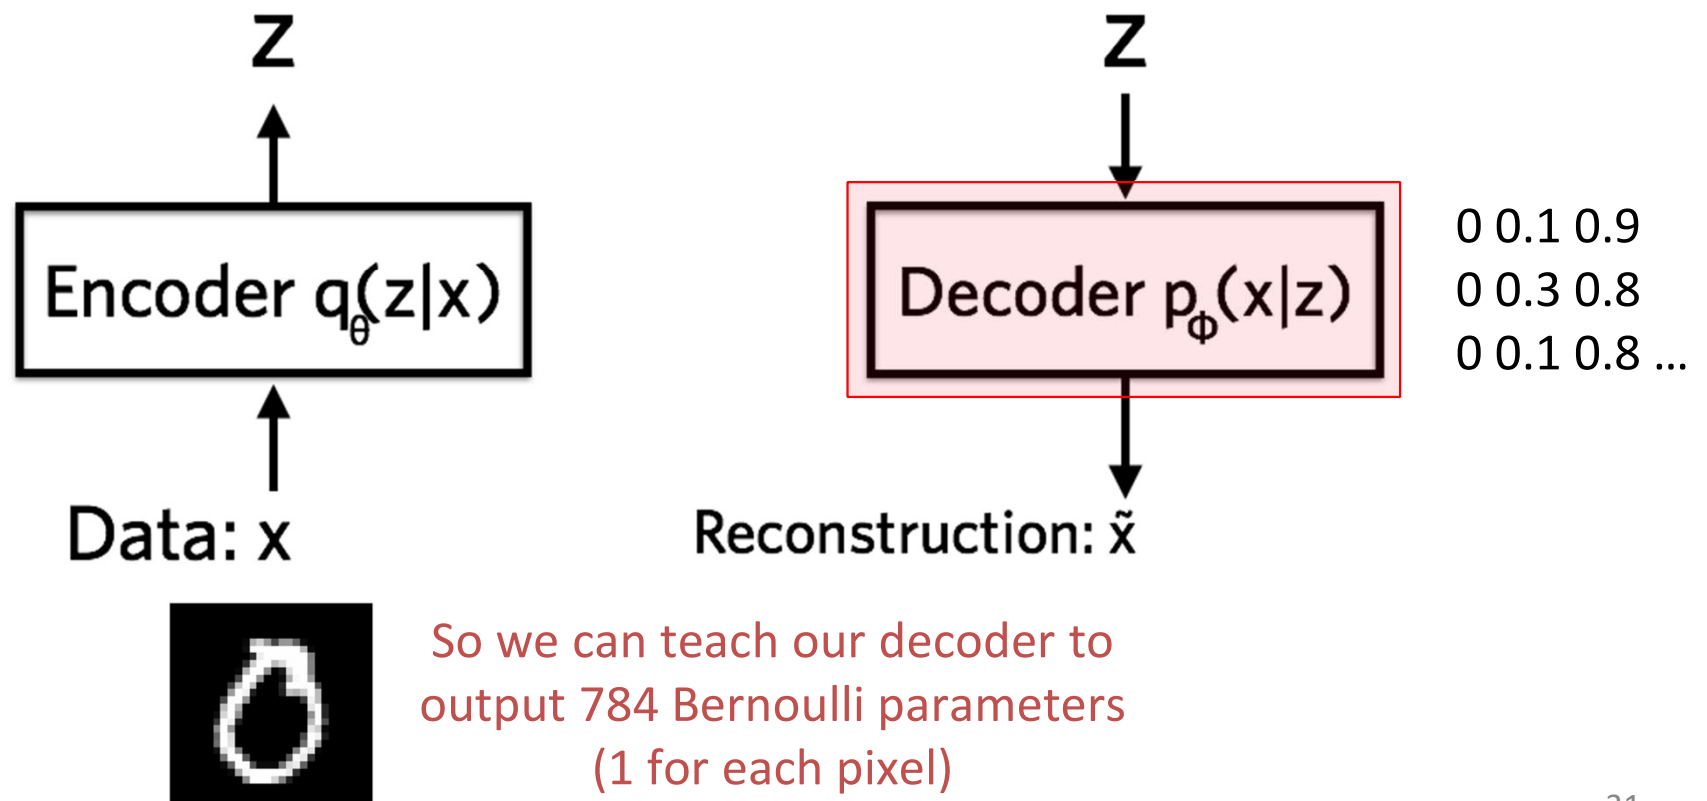 z
z
Encoder qθ(z|x)
Decoder pΦ(x|z)
0 0.1 0.9
0 0.3 0.8
0 0.1 0.8 ...
Data: x
Reconstruction: x̃
So we can teach our decoder to
output 784 Bernoulli parameters
(1 for each pixel)